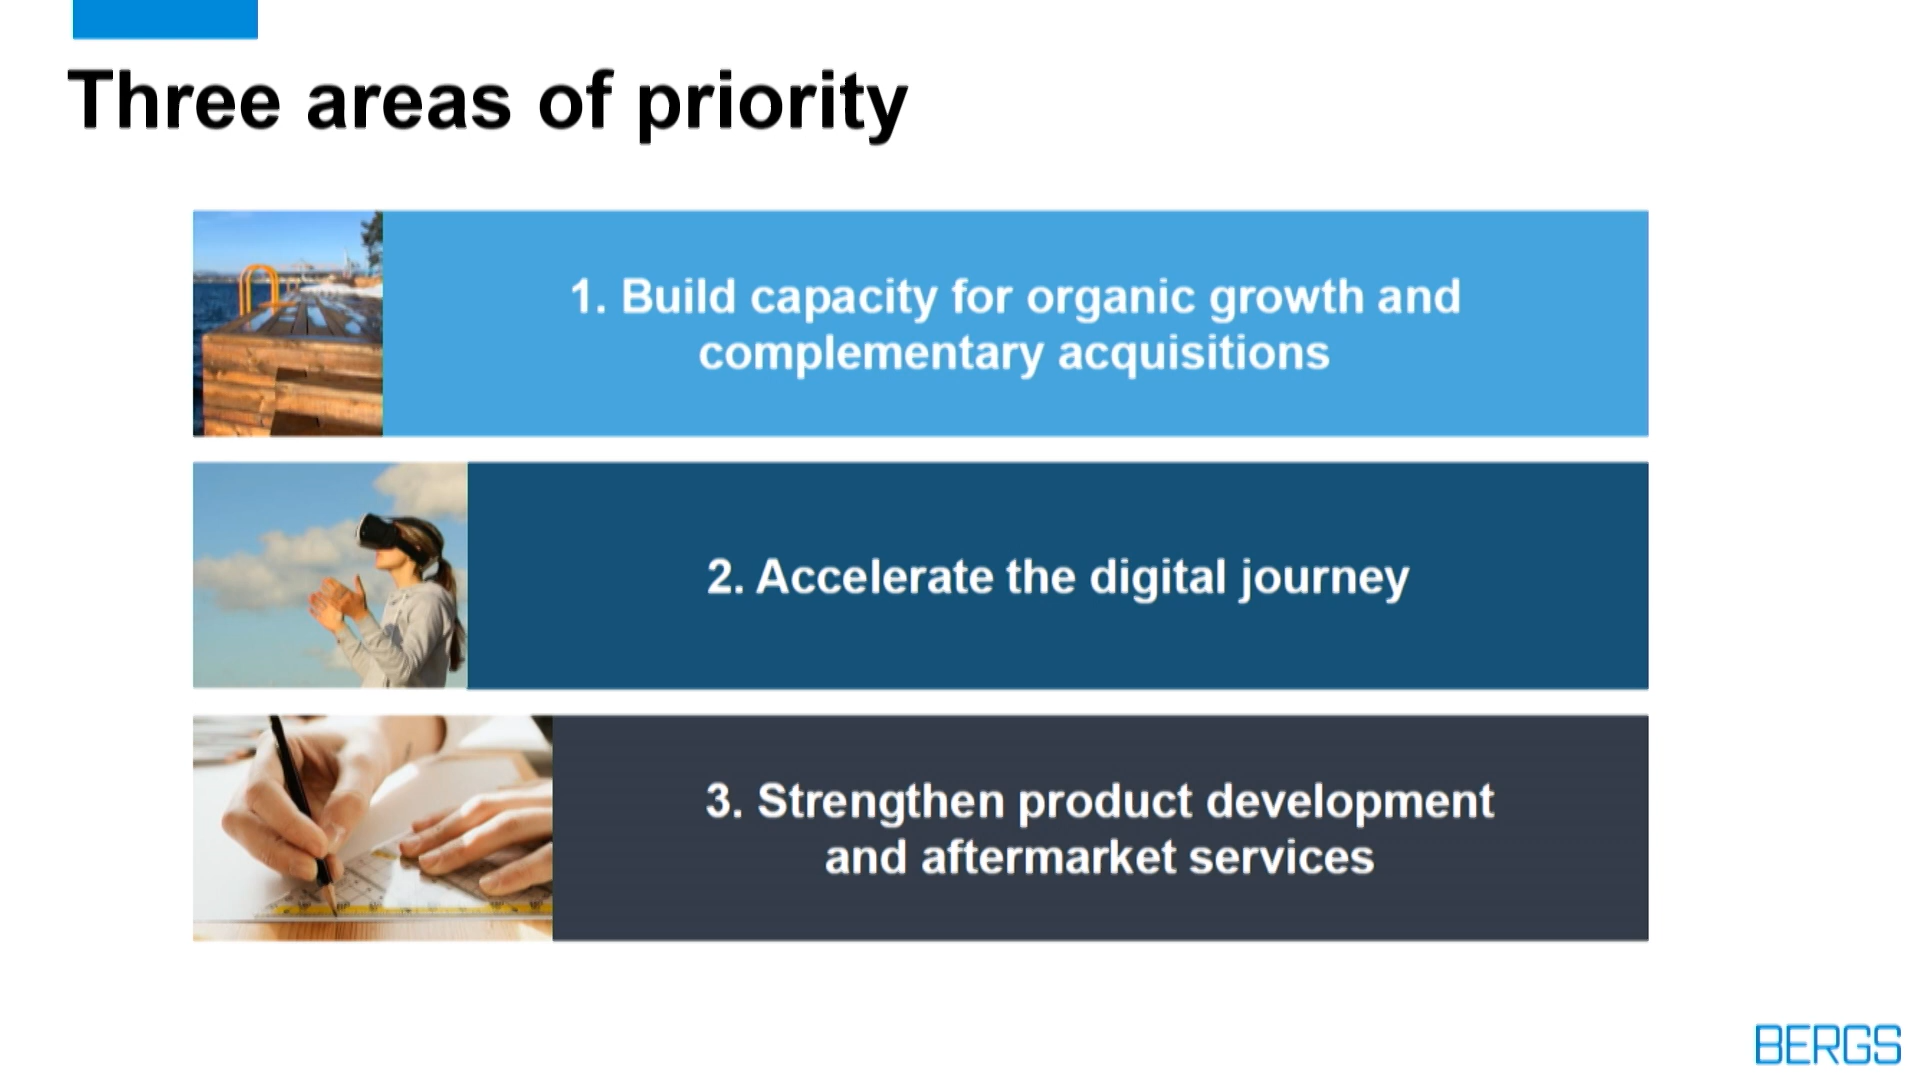 Three areas of priority
1. Build capacity for organic growth and
complementary acquisitions
2. Accelerate the digital journey
3. Strengthen product development
and aftermarket services
BERGS